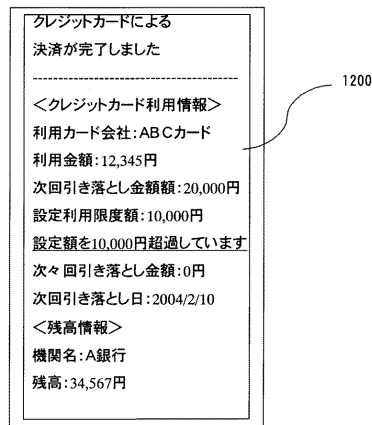 クレジットカードによる
決済が完了しました
--------------------------------------
＜クレジットカード利用情報＞
利用カード会社:ABCカード
利用金額:12,345円
次回引き落とし金額額:20,000円
設定利用限度額:10,000円
設定額を10,000円超過しています
次々回引き落とし金額:0円
次回引き落とし日:2004/2/10
＜残高情報＞
機関名:A銀行
残高:34,567円
1200